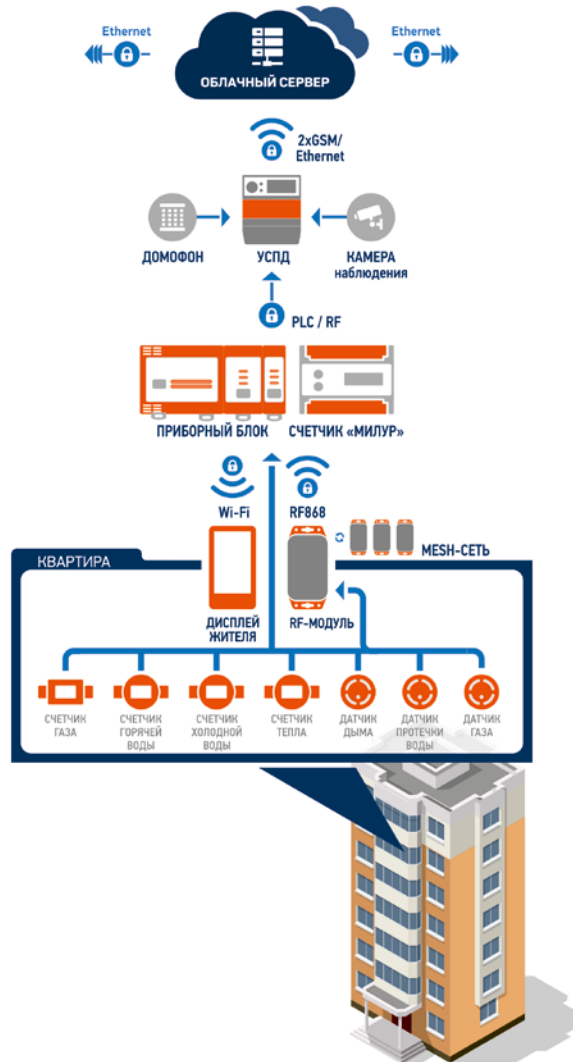 Ethernet
Ethernet
ОБЛАЧНЫЙ СЕРВЕР
2xGSM/
Ethernet
ДОМОФОН
УСПД
КАМЕРА
наблюдения
PLC / RF
ПРИБОРНЫЙ БЛОК
СЧЕТЧИК «МИЛУР»
Wi-Fi
RF868
MESH-СЕТЬ
КВАРТИРА
ДИСПЛЕЙ
ЖИТЕЛЯ
RF-МОДУЛЬ
СЧЕТЧИК
ГАЗА
СЧЕТЧИК
ГОРЯЧЕЙ
ВОДЫ
СЧЕТЧИК
ХОЛОДНОЙ
ВОДЫ
СЧЕТЧИК
ТЕПЛА
ДАТЧИК
ДЫМА
ДАТЧИК
ПРОТЕЧКИ
ВОДЫ
ДАТЧИК
ГАЗА